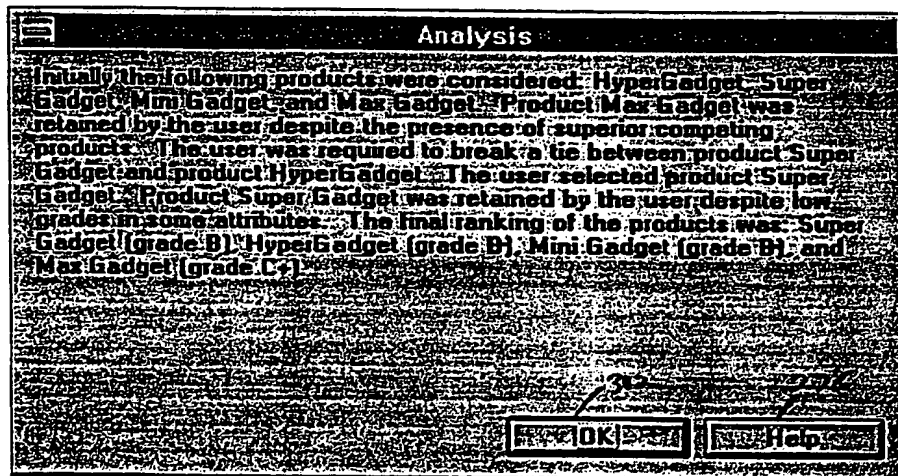 Analysis
Initially the following products were considered: HyperGadget, Super
Gadget, Mini Gadget, and Max Gadget. Product Max Gadget was
retained by the user despite the presence of superior competing
products. The user was required to break a tie between product Super
Gadget and product HyperGadget. The user selected product Super
Gadget. Product Super Gadget was retained by the user despite low
grades in some attributes. The final ranking of the products was: Super
Gadget (grade B), HyperGadget (grade B), Mini Gadget (grade B), and
Max Gadget (grade C+).
OK Help